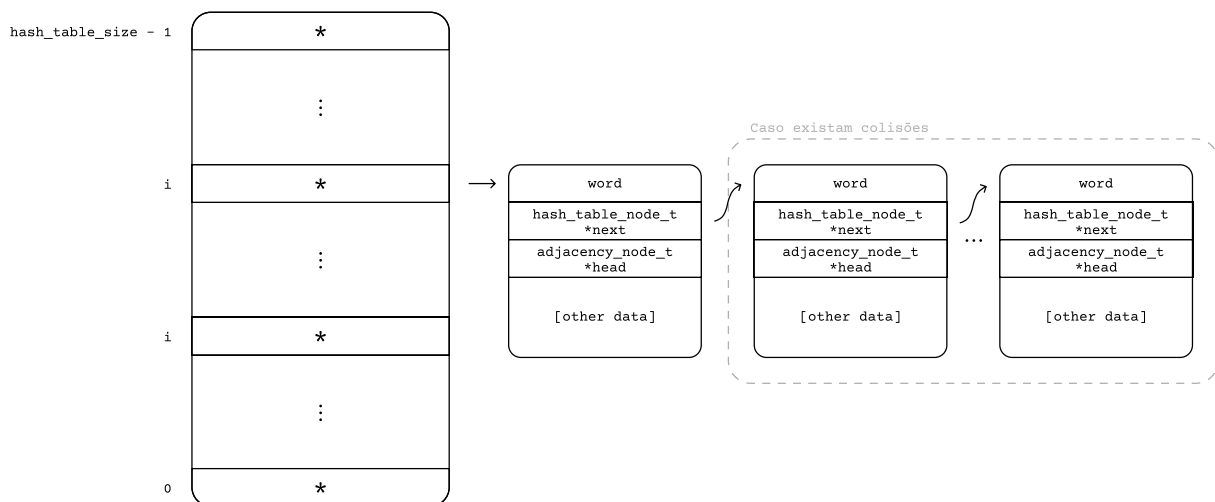 hash_table_size - 1
*
⋮
Caso existam colisões
i
*
word
word
word
hash_table_node_t
*next
hash_table_node_t
*next
hash_table_node_t
*next
adjacency_node_t
*head
adjacency_node_t
*head
adjacency_node_t
*head
...
⋮
[other data]
[other data]
[other data]
i
*
⋮
0
*